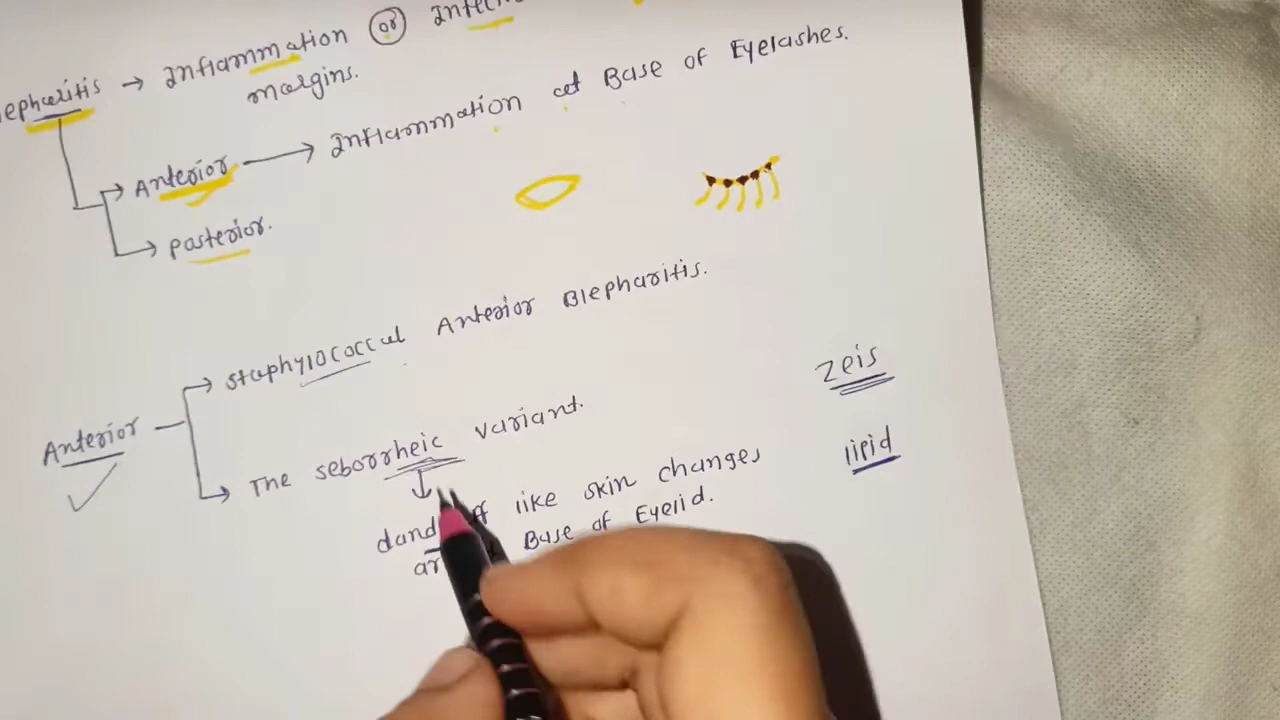 → Inflammation or
margins.
Anterior → Inflammation at Base of Eyelashes.
posterior.
staphylococcal Anterior Blepharitis.
Anterior
The seborrheic variant.
zeis
lipid
like skin changes
Base of Eyelid.